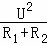 U²
R₁ + R₂